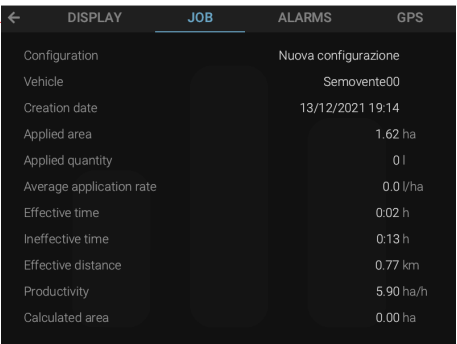 ← DISPLAY JOB ALARMS GPS
Configuration Nuova configurazione
Vehicle Semovente00
Creation date 13/12/2021 19:14
Applied area 1.62 ha
Applied quantity 0 l
Average application rate 0.0 l/ha
Effective time 0:02 h
Ineffective time 0:13 h
Effective distance 0.77 km
Productivity 5.90 ha/h
Calculated area 0.00 ha